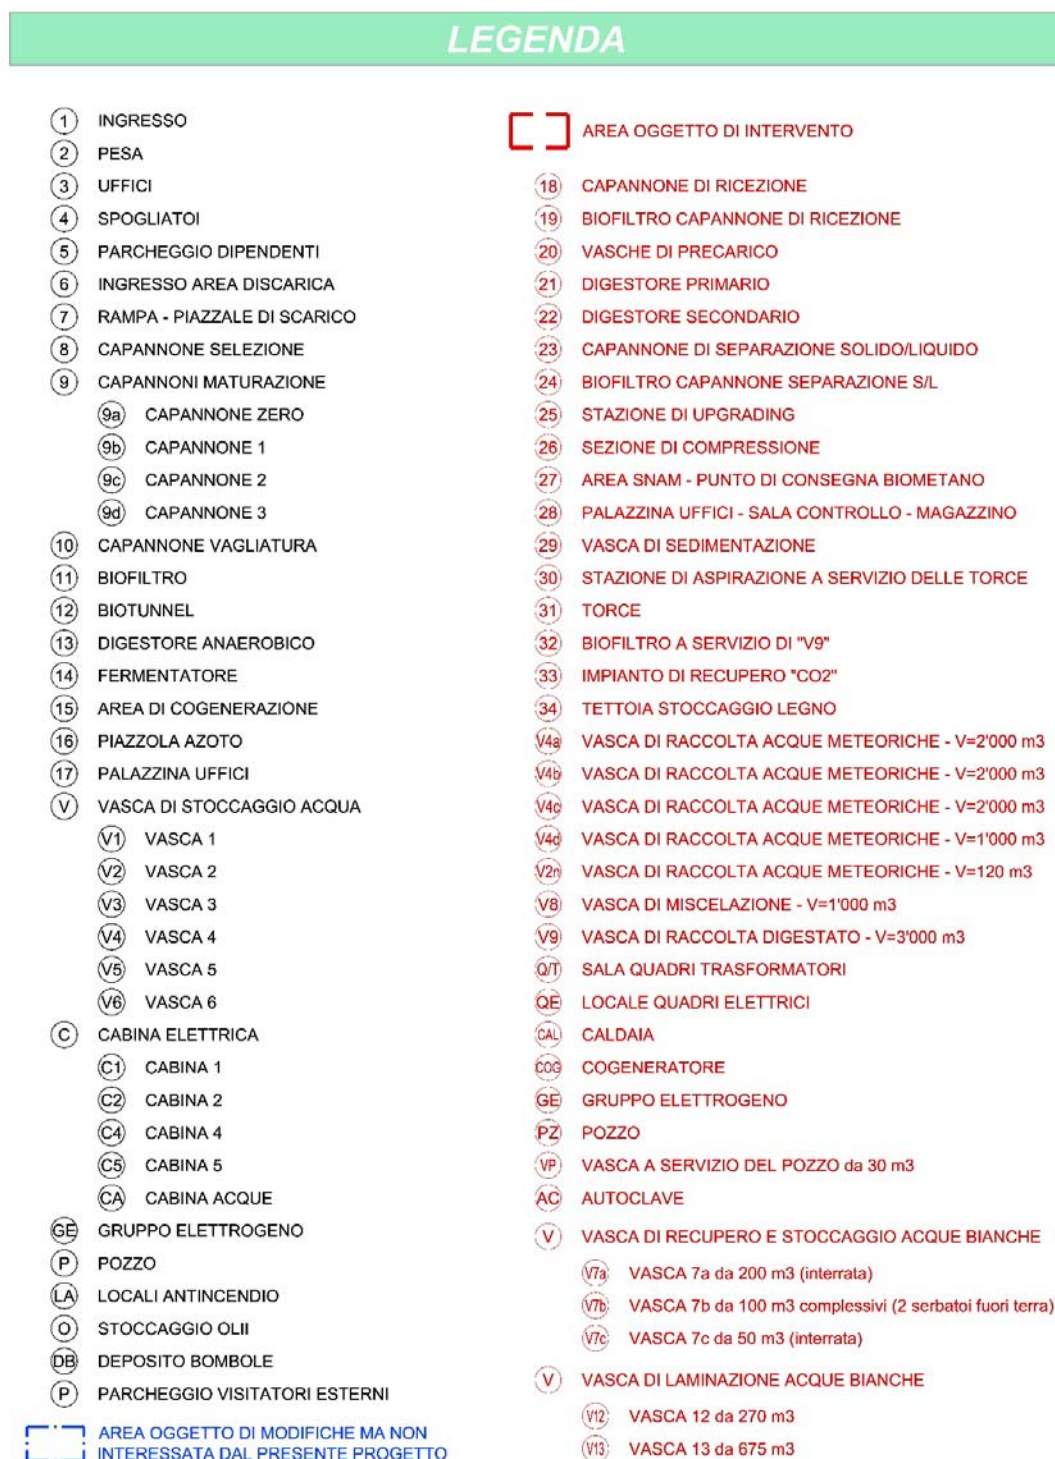 LEGENDA
1 INGRESSO
2 PESA
3 UFFICI
4 SPOGLIATOI
5 PARCHEGGIO DIPENDENTI
6 INGRESSO AREA DISCARICA
7 RAMPA - PIAZZALE DI SCARICO
8 CAPANNONE SELEZIONE
9 CAPANNONI MATURAZIONE
9a CAPANNONE ZERO
9b CAPANNONE 1
9c CAPANNONE 2
9d CAPANNONE 3
10 CAPANNONE VAGLIATURA
11 BIOFILTRO
12 BIOTUNNEL
13 DIGESTORE ANAEROBICO
14 FERMENTATORE
15 AREA DI COGENERAZIONE
16 PIAZZOLA AZOTO
17 PALAZZINA UFFICI
V VASCA DI STOCCAGGIO ACQUA
V1 VASCA 1
V2 VASCA 2
V3 VASCA 3
V4 VASCA 4
V5 VASCA 5
V6 VASCA 6
C CABINA ELETTRICA
C1 CABINA 1
C2 CABINA 2
C4 CABINA 4
C5 CABINA 5
CA CABINA ACQUE
GE GRUPPO ELETTROGENO
P POZZO
LA LOCALI ANTINCENDIO
O STOCCAGGIO OLII
DB DEPOSITO BOMBOLE
P PARCHEGGIO VISITATORI ESTERNI
AREA OGGETTO DI MODIFICHE MA NON
INTERESSATA DAL PRESENTE PROGETTO
AREA OGGETTO DI INTERVENTO
18 CAPANNONE DI RICEZIONE
19 BIOFILTRO CAPANNONE DI RICEZIONE
20 VASCHE DI PRECARICO
21 DIGESTORE PRIMARIO
22 DIGESTORE SECONDARIO
23 CAPANNONE DI SEPARAZIONE SOLIDO/LIQUIDO
24 BIOFILTRO CAPANNONE SEPARAZIONE S/L
25 STAZIONE DI UPGRADING
26 SEZIONE DI COMPRESSIONE
27 AREA SNAM - PUNTO DI CONSEGNA BIOMETANO
28 PALAZZINA UFFICI - SALA CONTROLLO - MAGAZZINO
29 VASCA DI SEDIMENTAZIONE
30 STAZIONE DI ASPIRAZIONE A SERVIZIO DELLE TORCE
31 TORCE
32 BIOFILTRO A SERVIZIO DI "V9"
33 IMPIANTO DI RECUPERO "CO2"
34 TETTOIA STOCCAGGIO LEGNO
V4a VASCA DI RACCOLTA ACQUE METEORICHE - V=2'000 m3
V4b VASCA DI RACCOLTA ACQUE METEORICHE - V=2'000 m3
V4c VASCA DI RACCOLTA ACQUE METEORICHE - V=2'000 m3
V4d VASCA DI RACCOLTA ACQUE METEORICHE - V=1'000 m3
V2n VASCA DI RACCOLTA ACQUE METEORICHE - V=120 m3
V8 VASCA DI MISCELAZIONE - V=1'000 m3
V9 VASCA DI RACCOLTA DIGESTATO - V=3'000 m3
Q/T SALA QUADRI TRASFORMATORI
QE LOCALE QUADRI ELETTRICI
CAL CALDAIA
COG COGENERATORE
GE GRUPPO ELETTROGENO
PZ POZZO
VP VASCA A SERVIZIO DEL POZZO da 30 m3
AC AUTOCLAVE
V VASCA DI RECUPERO E STOCCAGGIO ACQUE BIANCHE
V7a VASCA 7a da 200 m3 (interrata)
V7b VASCA 7b da 100 m3 complessivi (2 serbatoi fuori terra)
V7c VASCA 7c da 50 m3 (interrata)
V VASCA DI LAMINAZIONE ACQUE BIANCHE
V12 VASCA 12 da 270 m3
V13 VASCA 13 da 675 m3